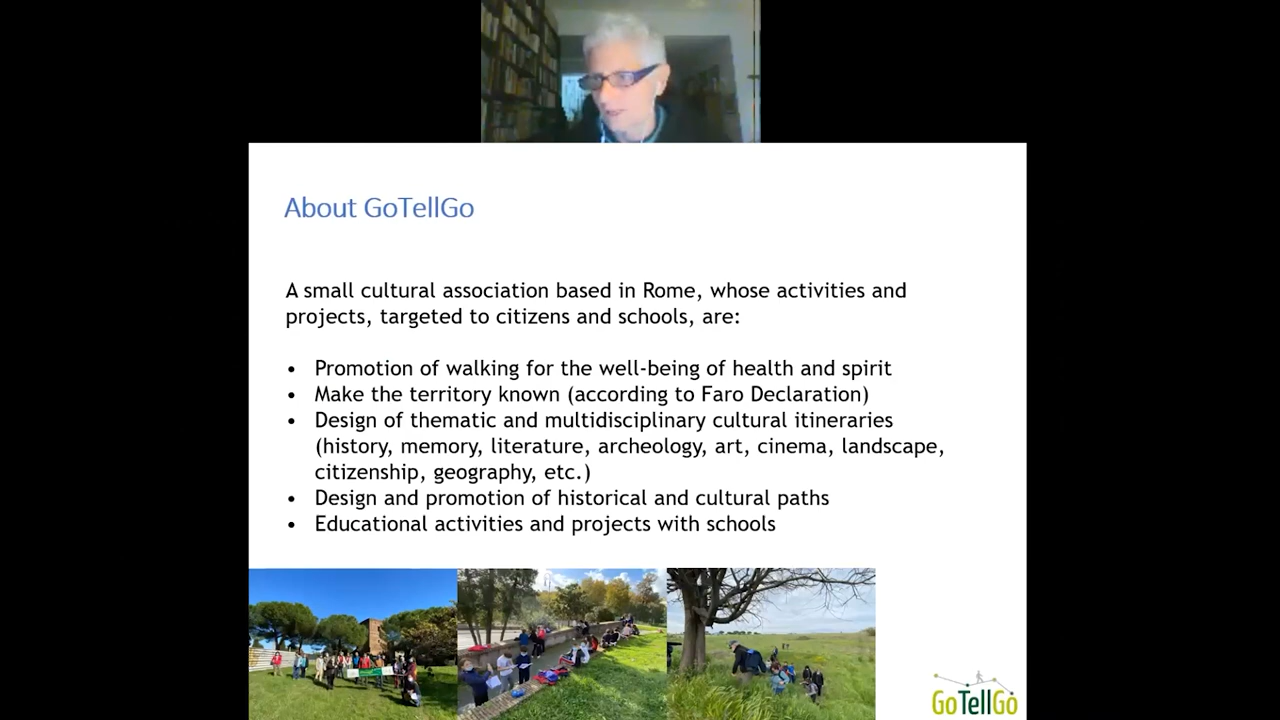 About GoTellGo
A small cultural association based in Rome, whose activities and
projects, targeted to citizens and schools, are:
• Promotion of walking for the well-being of health and spirit
• Make the territory known (according to Faro Declaration)
• Design of thematic and multidisciplinary cultural itineraries
(history, memory, literature, archeology, art, cinema, landscape,
citizenship, geography, etc.)
• Design and promotion of historical and cultural paths
• Educational activities and projects with schools
GoTellGo